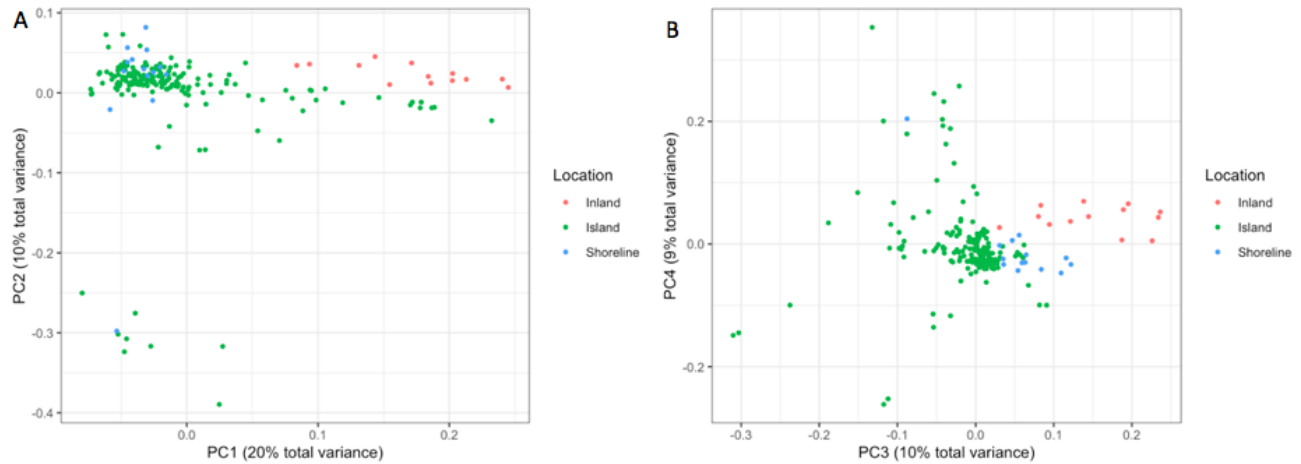 A
0.1
0.0
-0.1
-0.2
-0.3
-0.4
PC2 (10% total variance)
0.0
0.1
0.2
PC1 (20% total variance)
Location
Inland
Island
Shoreline
B
0.2
0.0
-0.2
PC4 (9% total variance)
-0.3
-0.2
-0.1
0.0
0.1
0.2
PC3 (10% total variance)
Location
Inland
Island
Shoreline